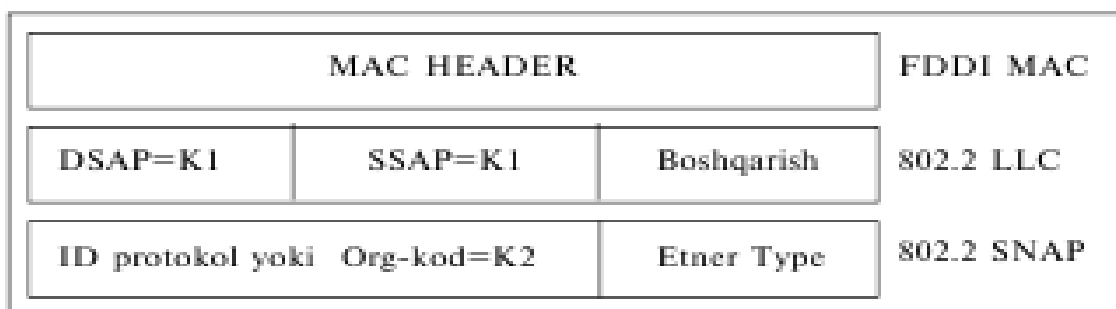 MAC HEADER FDDI MAC
DSAP=K1 SSAP=K1 Boshqarish 802.2 LLC
ID protokol yoki Org-kod=K2 Etner Type 802.2 SNAP